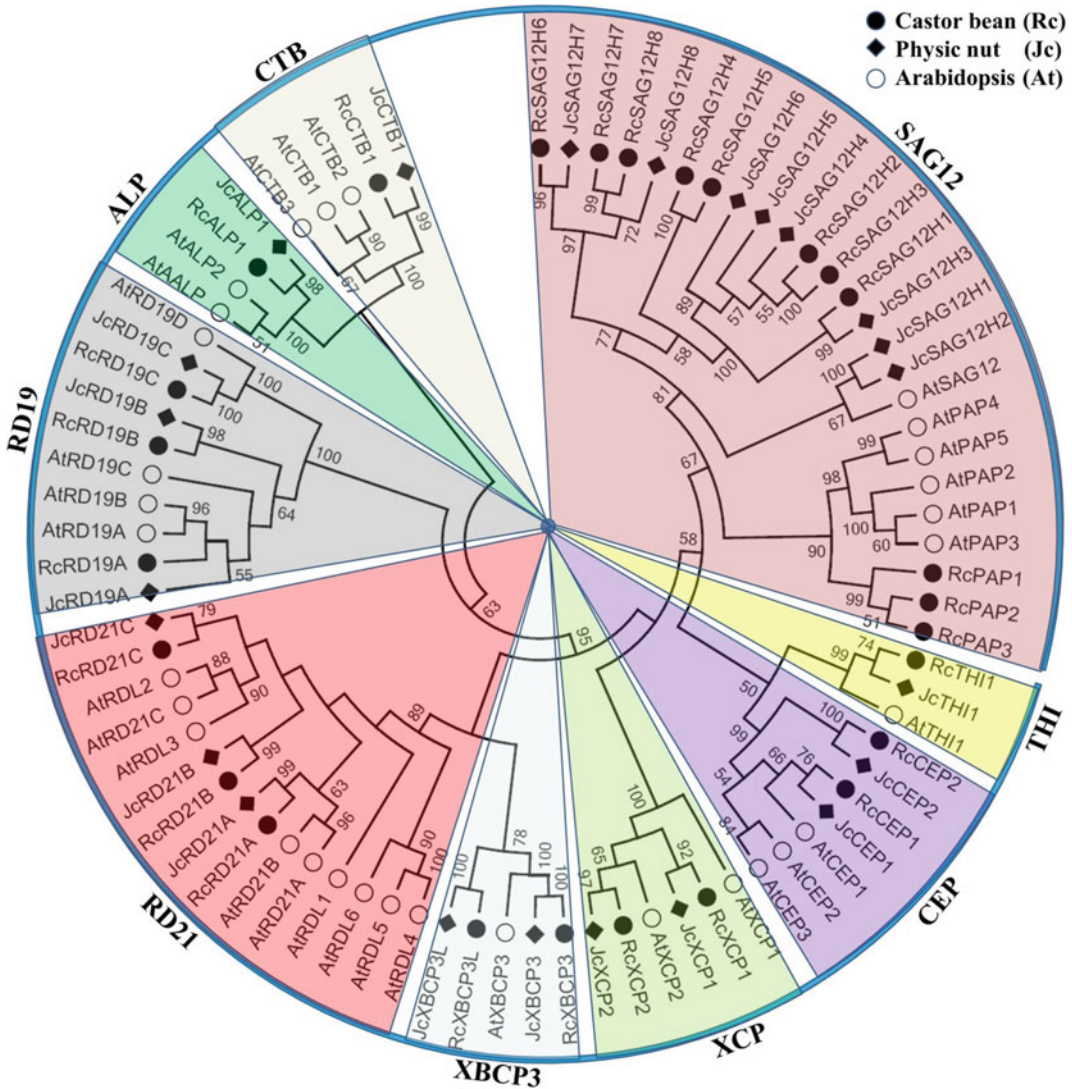 Castor bean (Rc)
Physic nut (Jc)
Arabidopsis (At)
SAG12
RcSAG12H6
JcSAG12H7
RcSAG12H7
RcSAG12H8
JcSAG12H8
RcSAG12H4
RcSAG12H5
JcSAG12H6
JcSAG12H5
JcSAG12H4
RcSAG12H2
RcSAG12H3
RcSAG12H1
JcSAG12H3
JcSAG12H1
JcSAG12H2
AtSAG12
AtPAP4
AtPAP5
AtPAP2
AtPAP1
AtPAP3
RcPAP1
RcPAP2
RcPAP3
96
99
97
72
100
89
57
55
100
58
100
99
77
100
67
81
67
99
98
100
60
90
99
51
58
THI
RcTHI1
JcTHI1
AtTHI1
74
99
50
CEP
RcCEP2
JcCEP2
RcCEP1
JcCEP1
AtCEP1
AtCEP2
AtCEP3
100
76
66
99
54
84
XCP
AtXCP1
RcXCP1
JcXCP1
AtXCP2
RcXCP2
JcXCP2
95
100
92
65
97
XBCP3
RcXBCP3
JcXBCP3
AtXBCP3
RcXBCP3L
JcXBCP3L
78
100
100
100
89
RD21
AtRDL4
AtRDL5
AtRDL6
AtRDL1
AtRD21A
AtRD21B
RcRD21A
JcRD21A
RcRD21B
JcRD21B
AtRDL3
AtRD21C
AtRDL2
RcRD21C
JcRD21C
90
100
96
63
99
99
90
88
79
63
RD19
JcRD19A
RcRD19A
AtRD19A
AtRD19B
AtRD19C
RcRD19B
JcRD19B
RcRD19C
JcRD19C
AtRD19D
55
96
64
98
100
100
100
ALP
AtAALP
AtALP2
RcALP1
JcALP1
51
100
98
CTB
AtCTB3
AtCTB1
AtCTB2
RcCTB1
JcCTB1
67
90
100
99